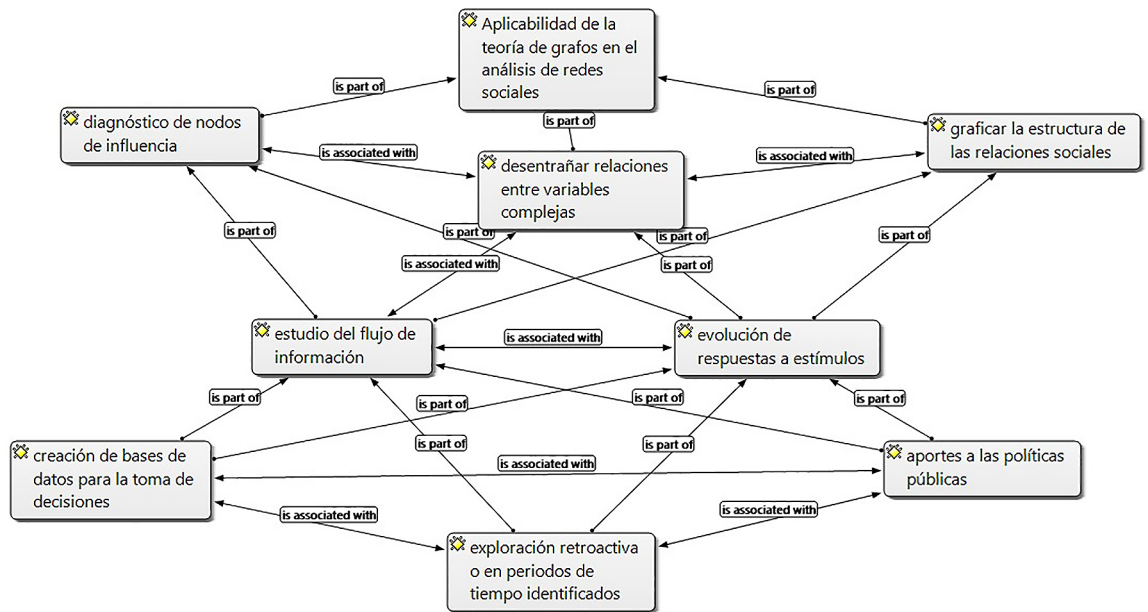 Aplicabilidad de la
teoría de grafos en el
análisis de redes
sociales
is part of
is part of
diagnóstico de nodos
de influencia
is part of
graficar la estructura de
las relaciones sociales
is associated with
is associated with
desentrañar relaciones
entre variables
complejas
is part of
is part of
is part of
is part of
is associated with
is part of
estudio del flujo de
información
is associated with
evolución de
respuestas a estímulos
is part of
is part of
is part of
is part of
is part of
is part of
creación de bases de
datos para la toma de
decisiones
is associated with
aportes a las políticas
públicas
is associated with
is associated with
exploración retroactiva
o en periodos de
tiempo identificados